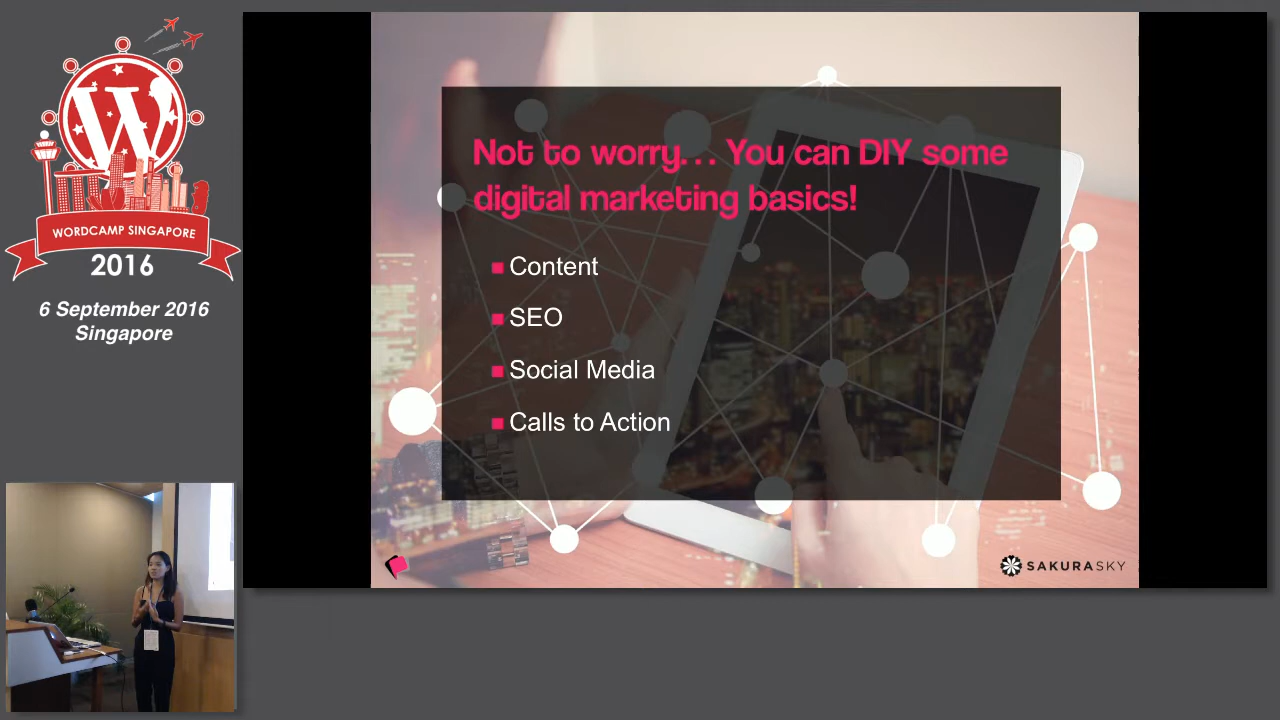 W
WORDCAMP SINGAPORE
2016
6 September 2016
Singapore
Not to worry... You can DIY some
digital marketing basics!
Content
SEO
Social Media
Calls to Action
SAKURASKY